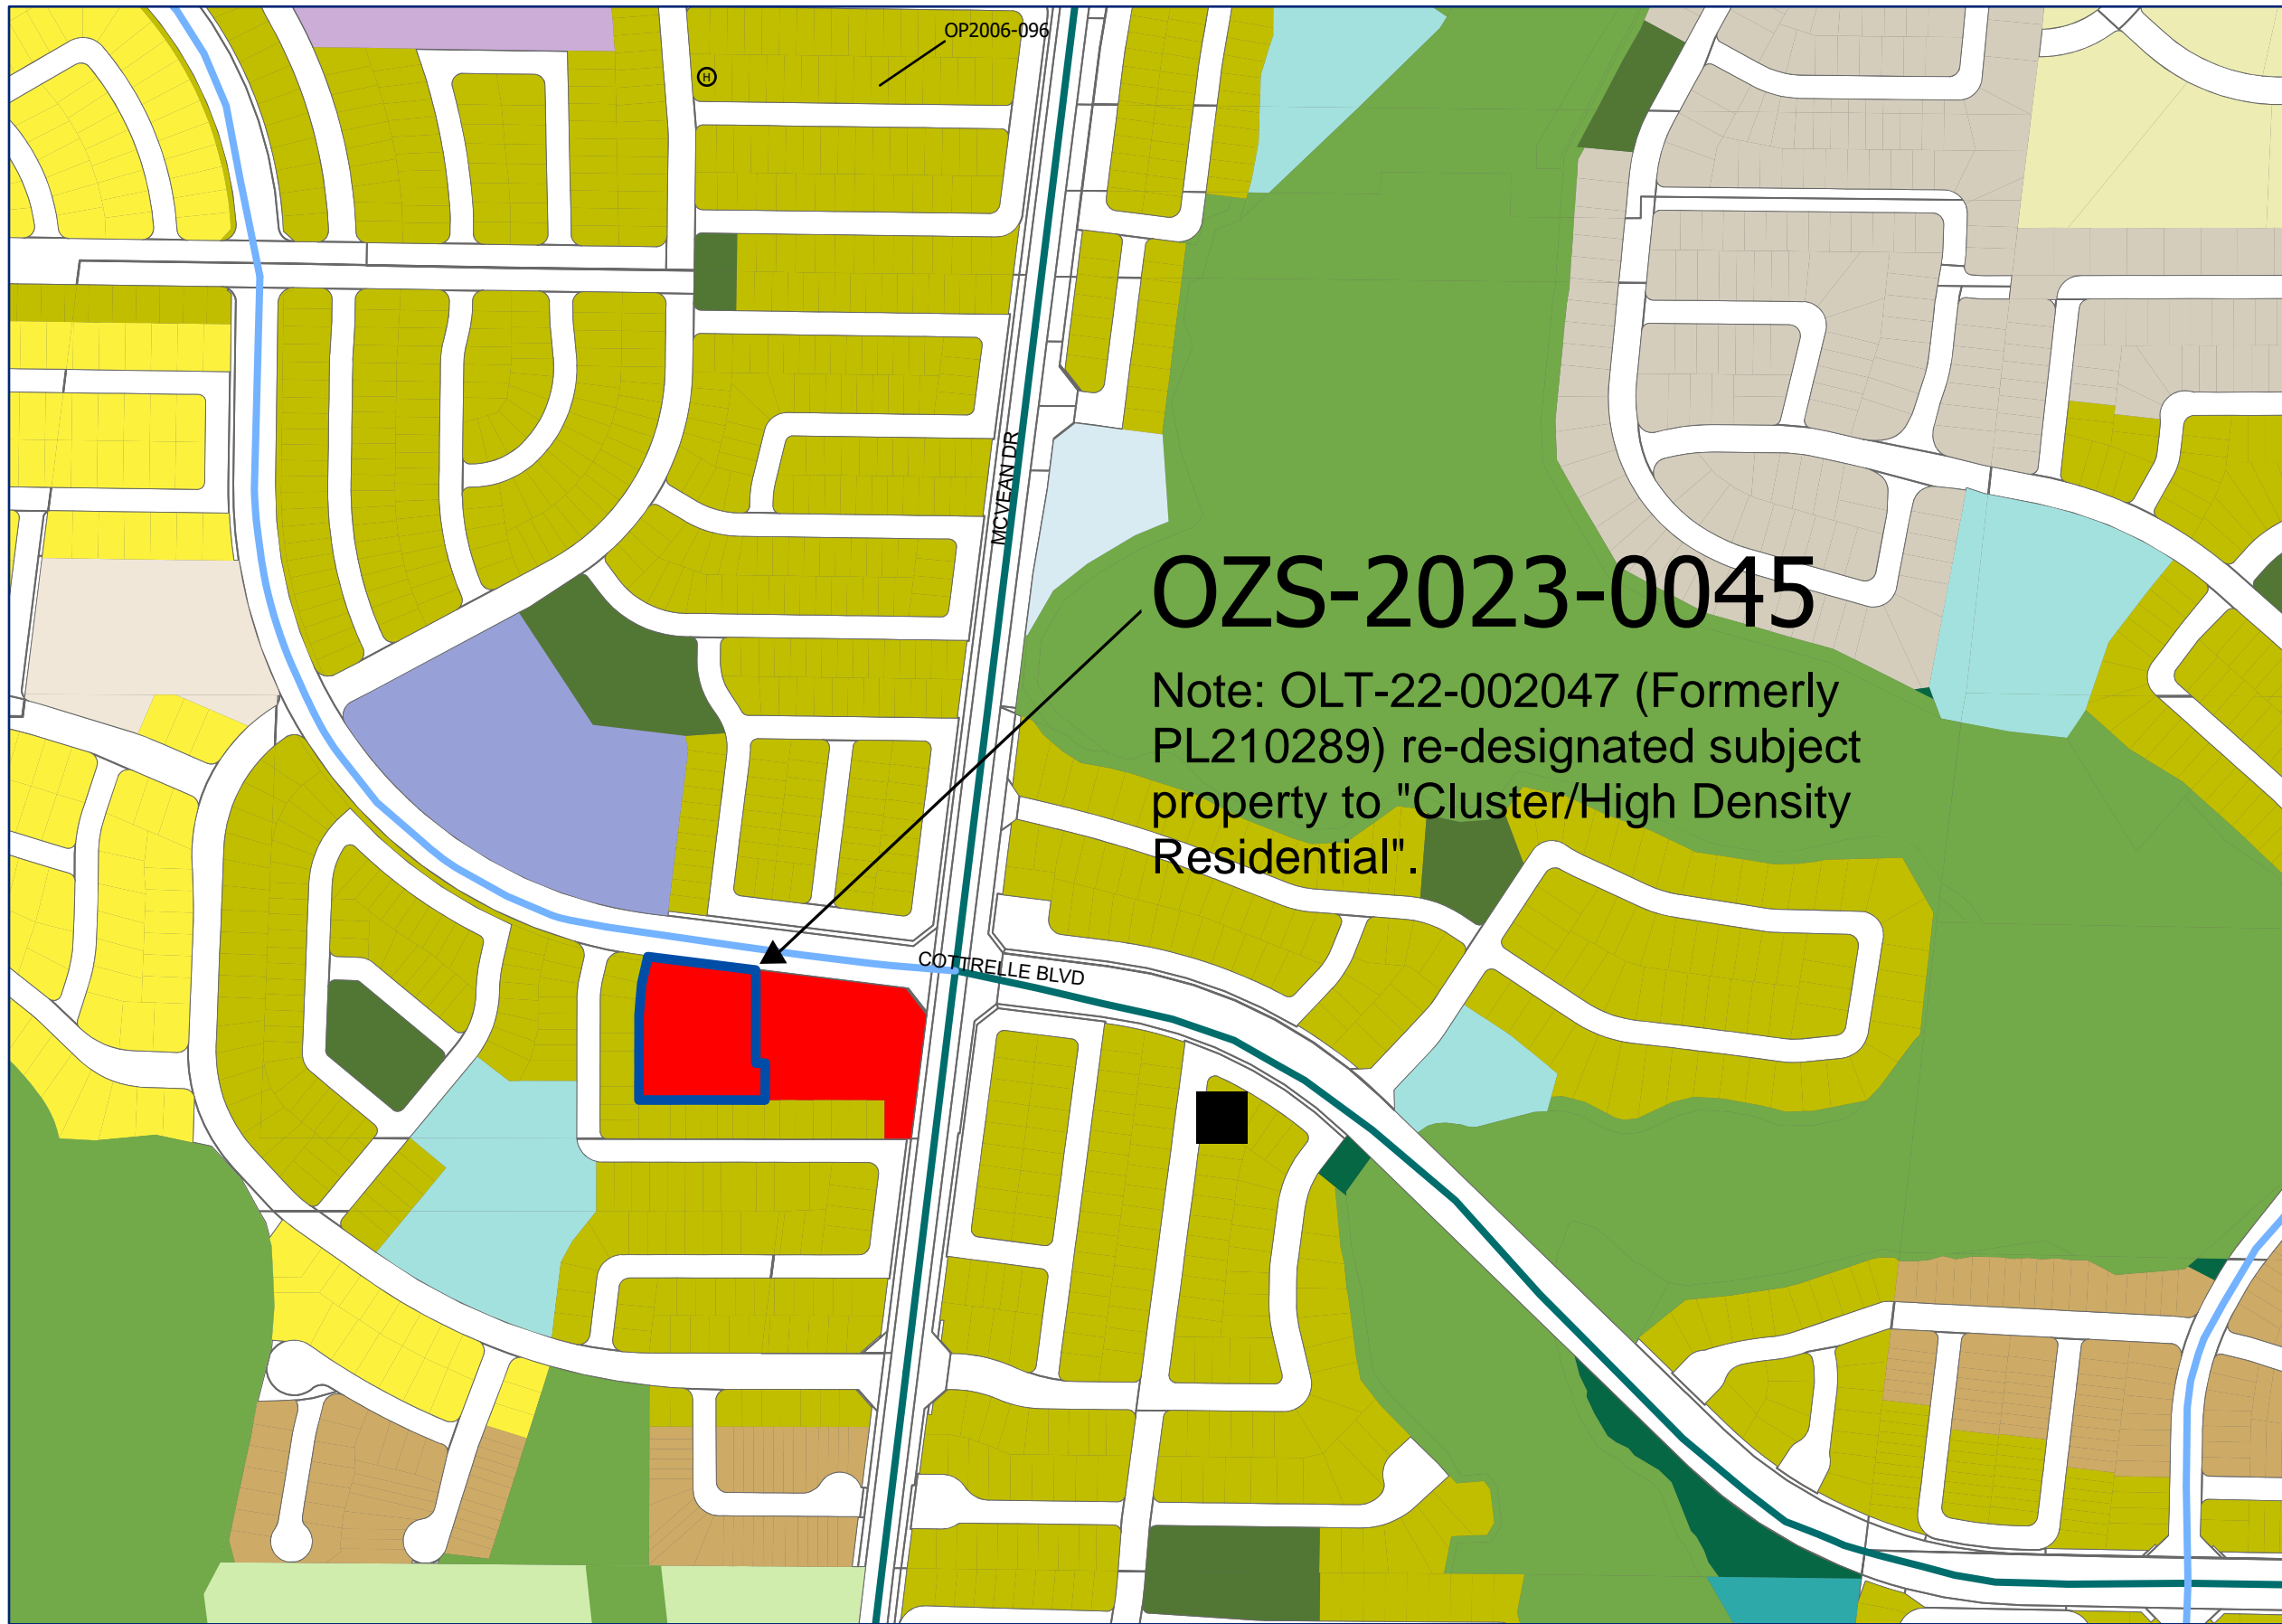 OP2006-096
H
MCVEAN DR
OZS-2023-0045
Note: OLT-22-002047 (Formerly
PL210289) re-designated subject
property to "Cluster/High Density
Residential".
COTTRELLE BLVD